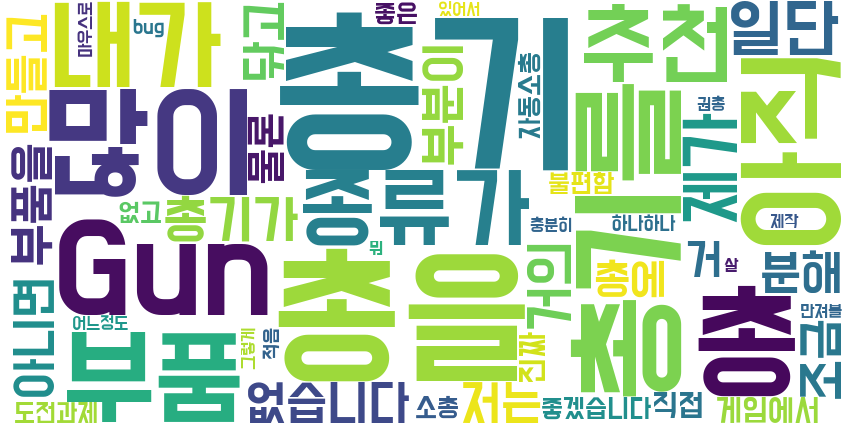 만들고
마우스로
bug
내가
닦고
좋은
있어서
총기
추천
일단
많이
물론
부분이
자동소총
총기를
권총
제가
아직
부품을
없고
총기가
종류가
불편함
충분히
하나하나
제작
Gun
뭐
총을
거의
총에
거
살
분해
아니면
어느정도
부품
그렇게
적음
진짜
총
만져볼
조금
도전과제
없습니다
소총
저는
좋겠습니다
직접
게임에서